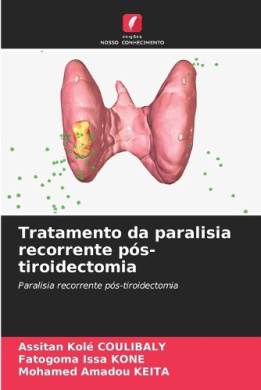 edições
NOSSO CONHECIMENTO
Tratamento da paralisia
recorrente pós-
tiroidectomia
Paralisia recorrente pós-tiroidectomia
Assitan Kolé COULIBALY
Fatogoma Issa KONE
Mohamed Amadou KEITA